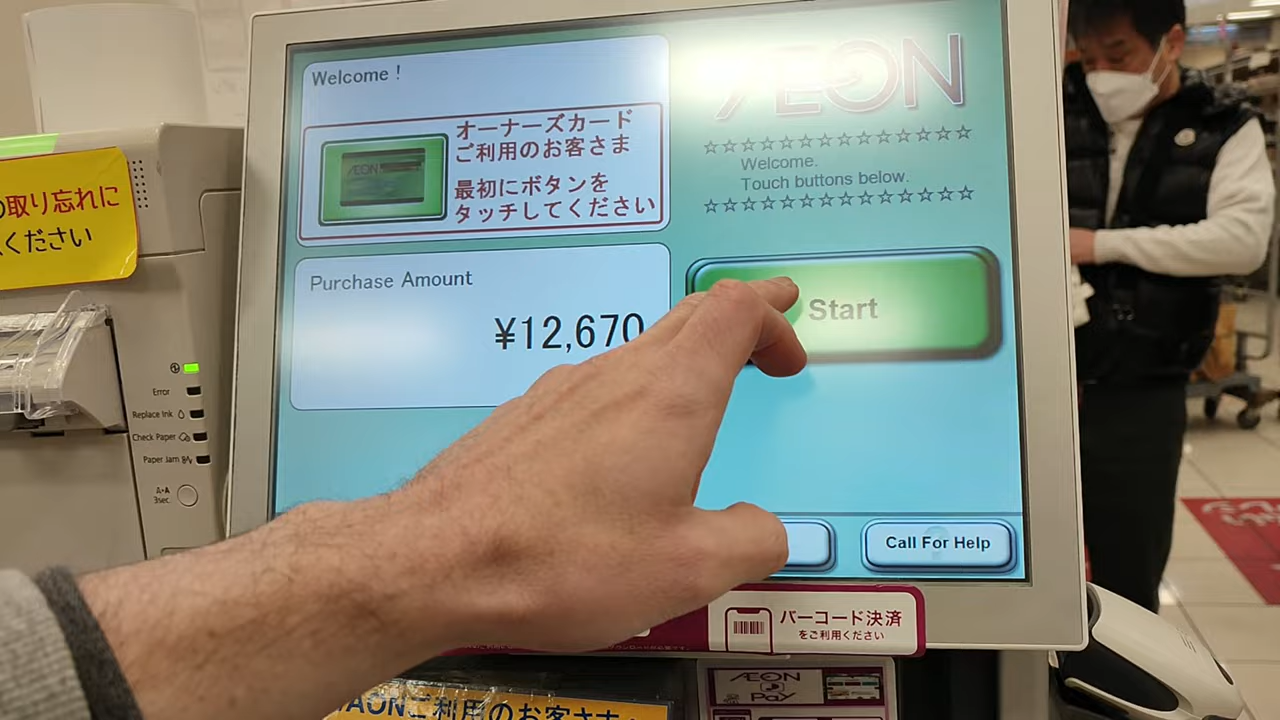 Welcome !
オーナーズカード
ご利用のお客さま
最初にボタンを
タッチしてください
AEON
☆☆☆☆☆☆☆☆☆☆☆☆☆
Welcome.
Touch buttons below.
☆☆☆☆☆☆☆☆☆☆☆☆☆
Purchase Amount
¥12,670
Start
Call For Help
の取り忘れに
ください
Error
Replace Ink
Check Paper
Paper Jam
3sec
バーコード決済
をご利用ください
AEON
Pay
WAONご利用のお客さま